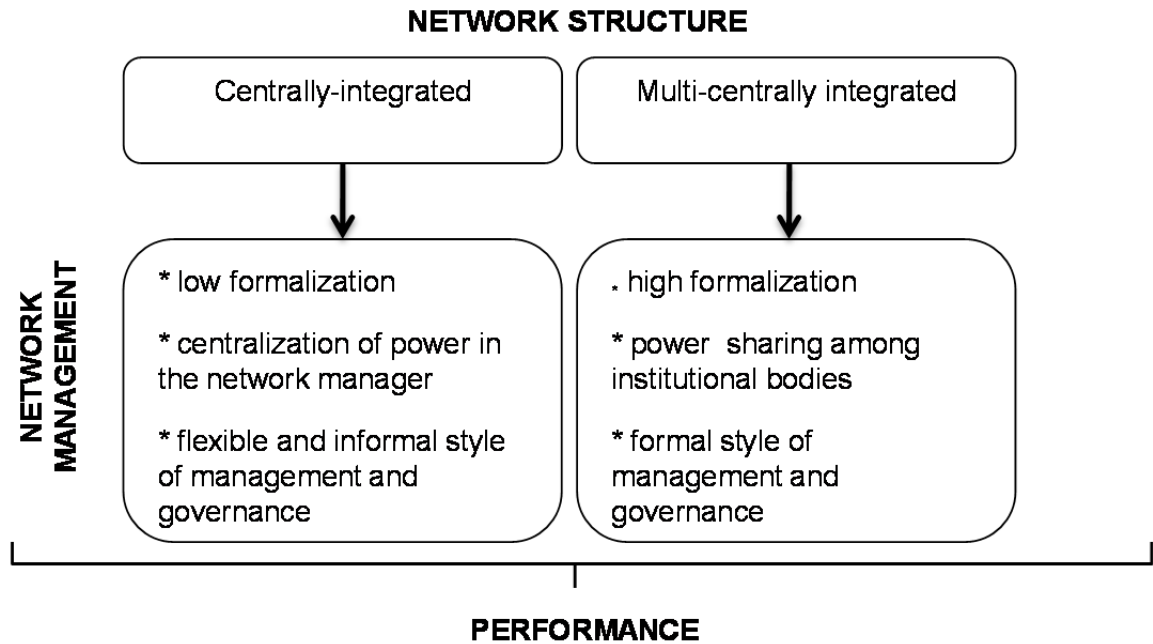 NETWORK STRUCTURE
Centrally-integrated
Multi-centrally integrated
NETWORK
MANAGEMENT
* low formalization
* centralization of power in
the network manager
* flexible and informal style
of management and
governance
* high formalization
* power sharing among
institutional bodies
* formal style of
management and
governance
PERFORMANCE